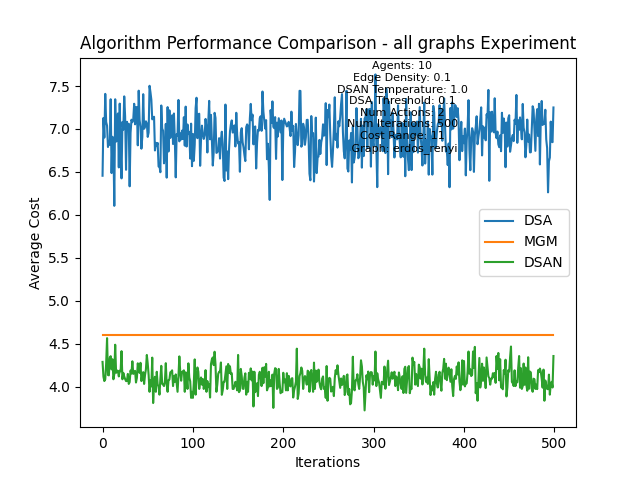 Algorithm Performance Comparison - all graphs Experiment
Agents: 10
Edge Density: 0.1
DSAN Temperature: 1.0
DSA Threshold: 0.1
Num Actions: 2
Num Iterations: 500
Cost Range: 11
Graph: erdos_renyi
7.5
7.0
6.5
6.0
5.5
5.0
4.5
4.0
Average Cost
DSA
MGM
DSAN
0 100 200 300 400 500
Iterations